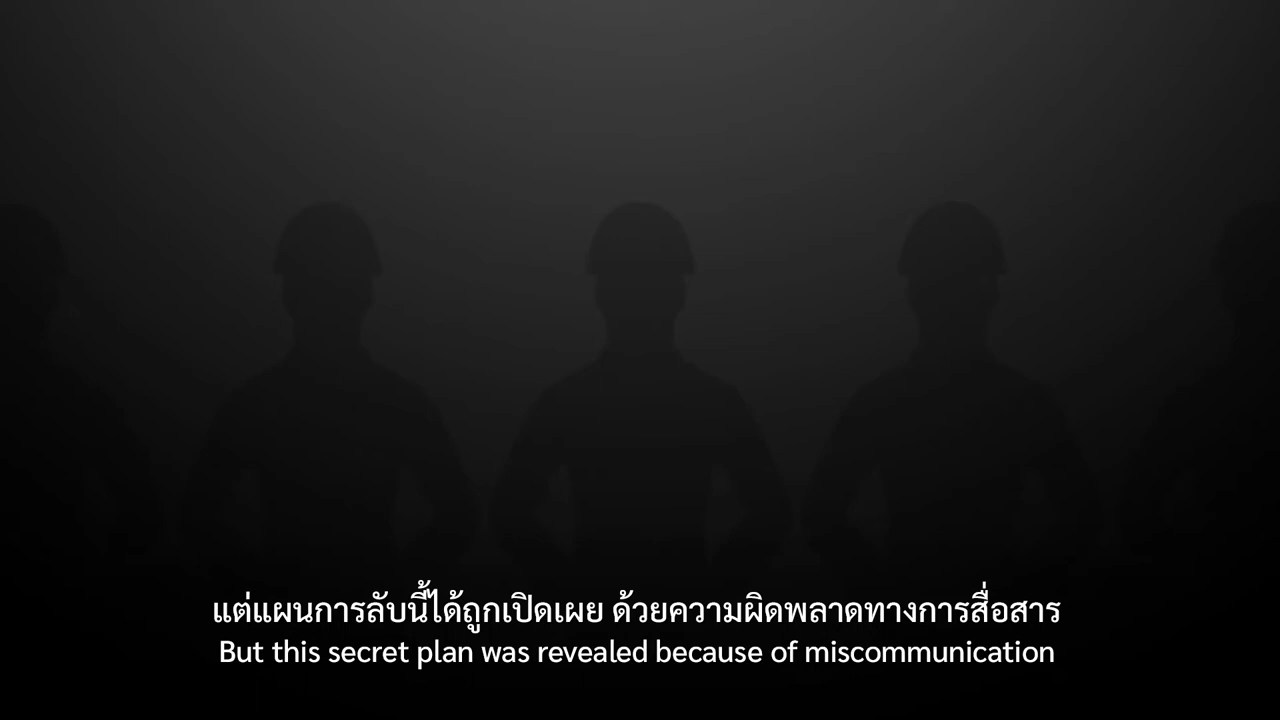 แต่แผนการลับนี้ได้ถูกเปิดเผย ด้วยความผิดพลาดทางการสื่อสาร
But this secret plan was revealed because of miscommunication